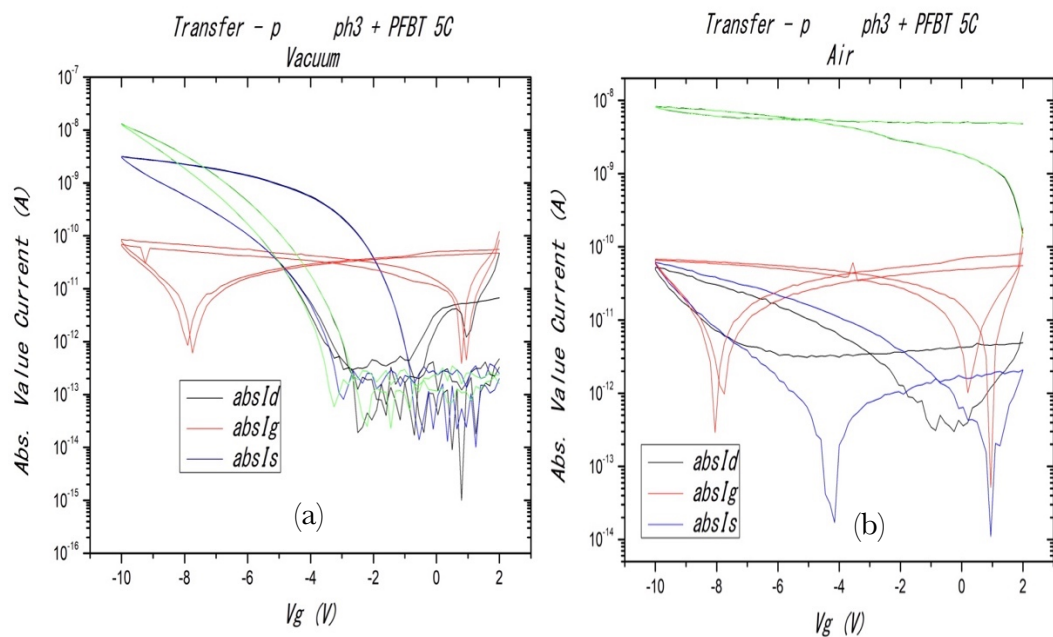 Transfer - p ph3 + PFBT 5C
Vacuum
Abs. Value Current (A)
10^-7
10^-8
10^-9
10^-10
10^-11
10^-12
10^-13
10^-14
10^-15
10^-16
absId
absIg
absIs
(a)
-10 -8 -6 -4 -2 0 2
Vg (V)
Transfer - p ph3 + PFBT 5C
Air
Abs. Value Current (A)
10^-8
10^-9
10^-10
10^-11
10^-12
10^-13
10^-14
absId
absIg
absIs
(b)
-10 -8 -6 -4 -2 0 2
Vg (V)